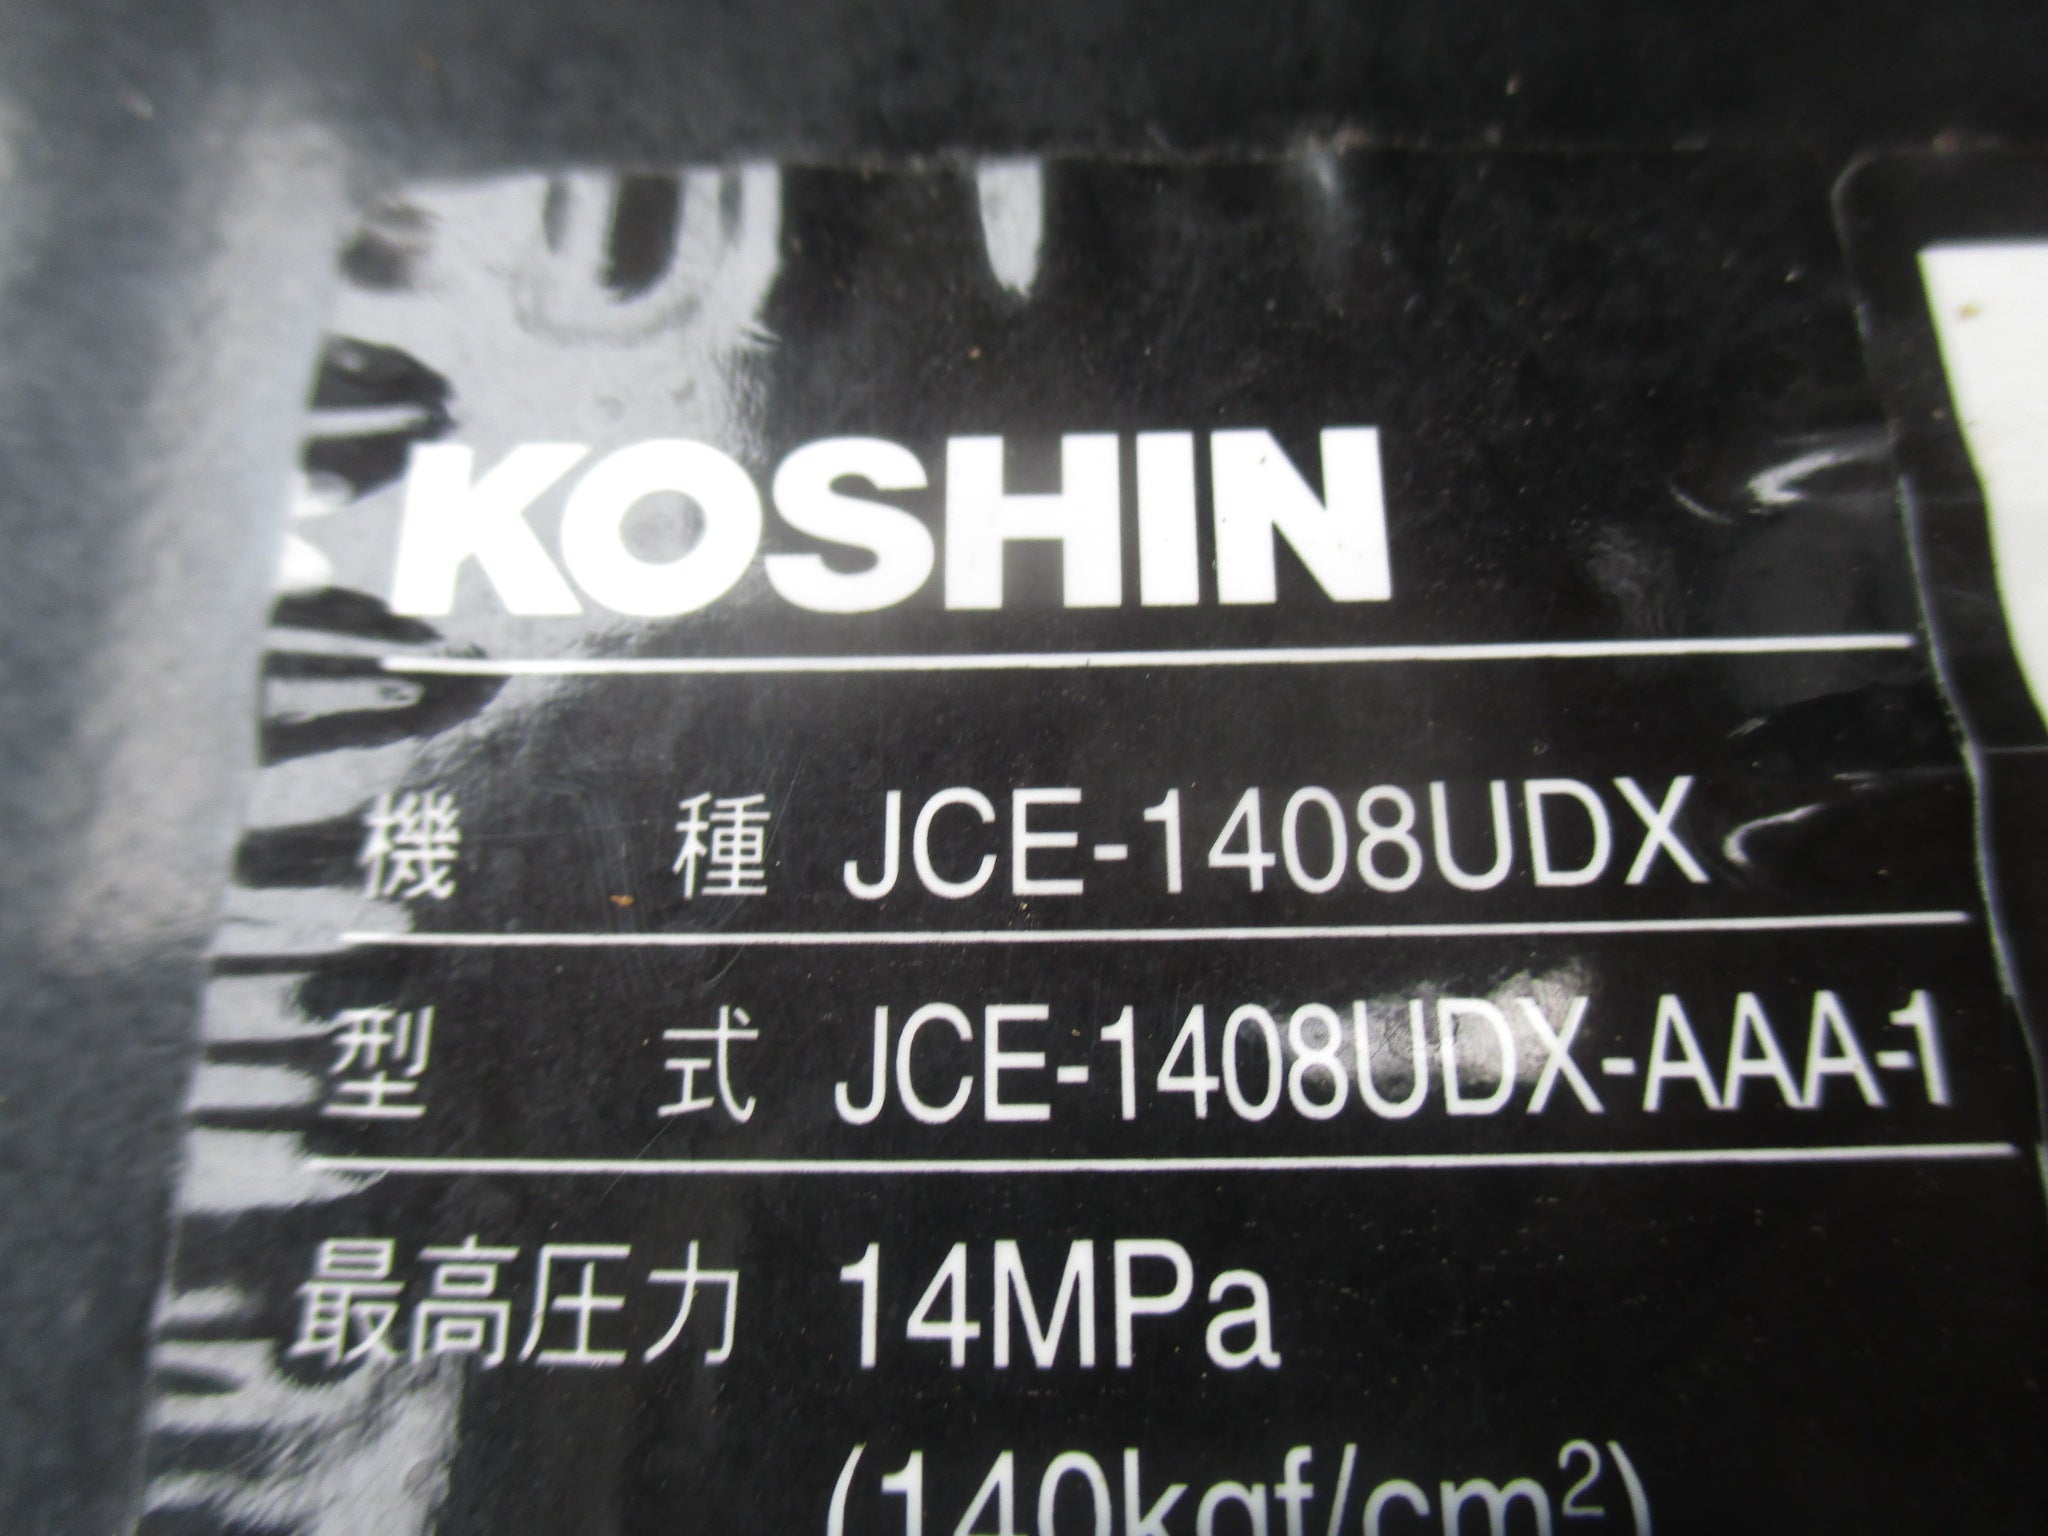 KOSHIN
機種 JCE-1408UDX
型式 JCE-1408UDX-AAA-1
最高圧力 14MPa
(140kgf/cm²)